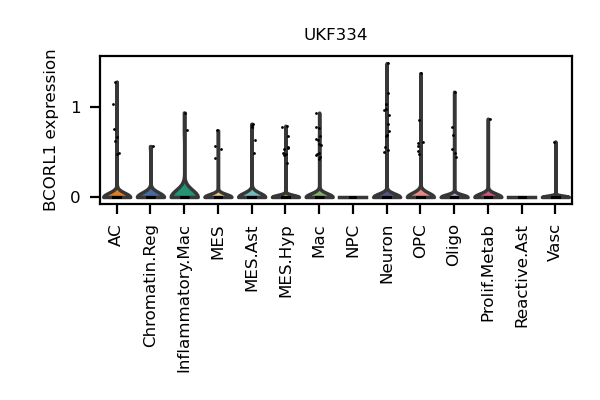 UKF334
BCORL1 expression
1
0
AC
Chromatin.Reg
Inflammatory.Mac
MES
MES.Ast
MES.Hyp
Mac
NPC
Neuron
OPC
Oligo
Prolif.Metab
Reactive.Ast
Vasc